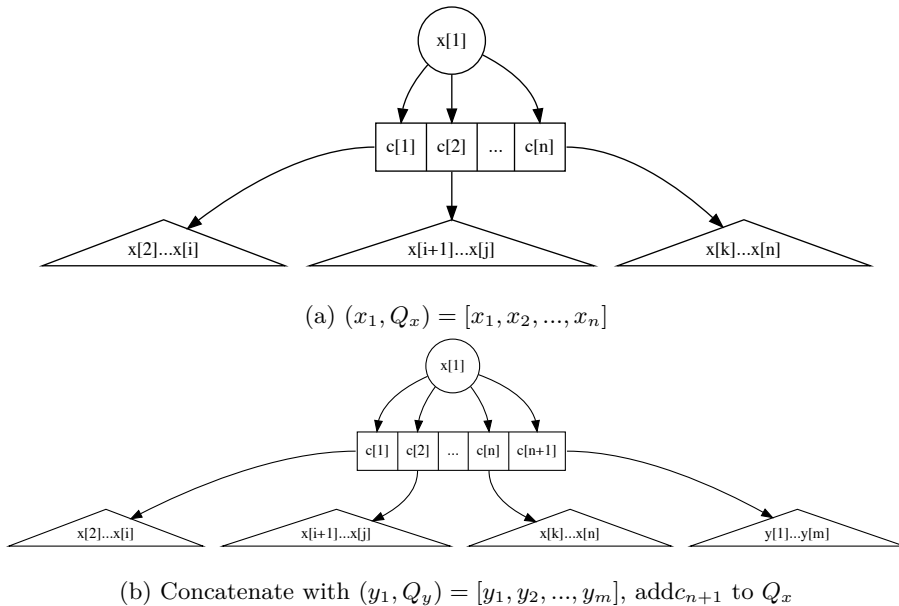 x[1]
c[1] c[2] ... c[n]
x[2]...x[i] x[i+1]...x[j] x[k]...x[n]
(a) (x₁, Qₓ) = [x₁, x₂, ..., xₙ]
x[1]
c[1] c[2] ... c[n] c[n+1]
x[2]...x[i] x[i+1]...x[j] x[k]...x[n] y[1]...y[m]
(b) Concatenate with (y₁, Q_y) = [y₁, y₂, ..., yₘ], addcₙ₊₁ to Qₓ